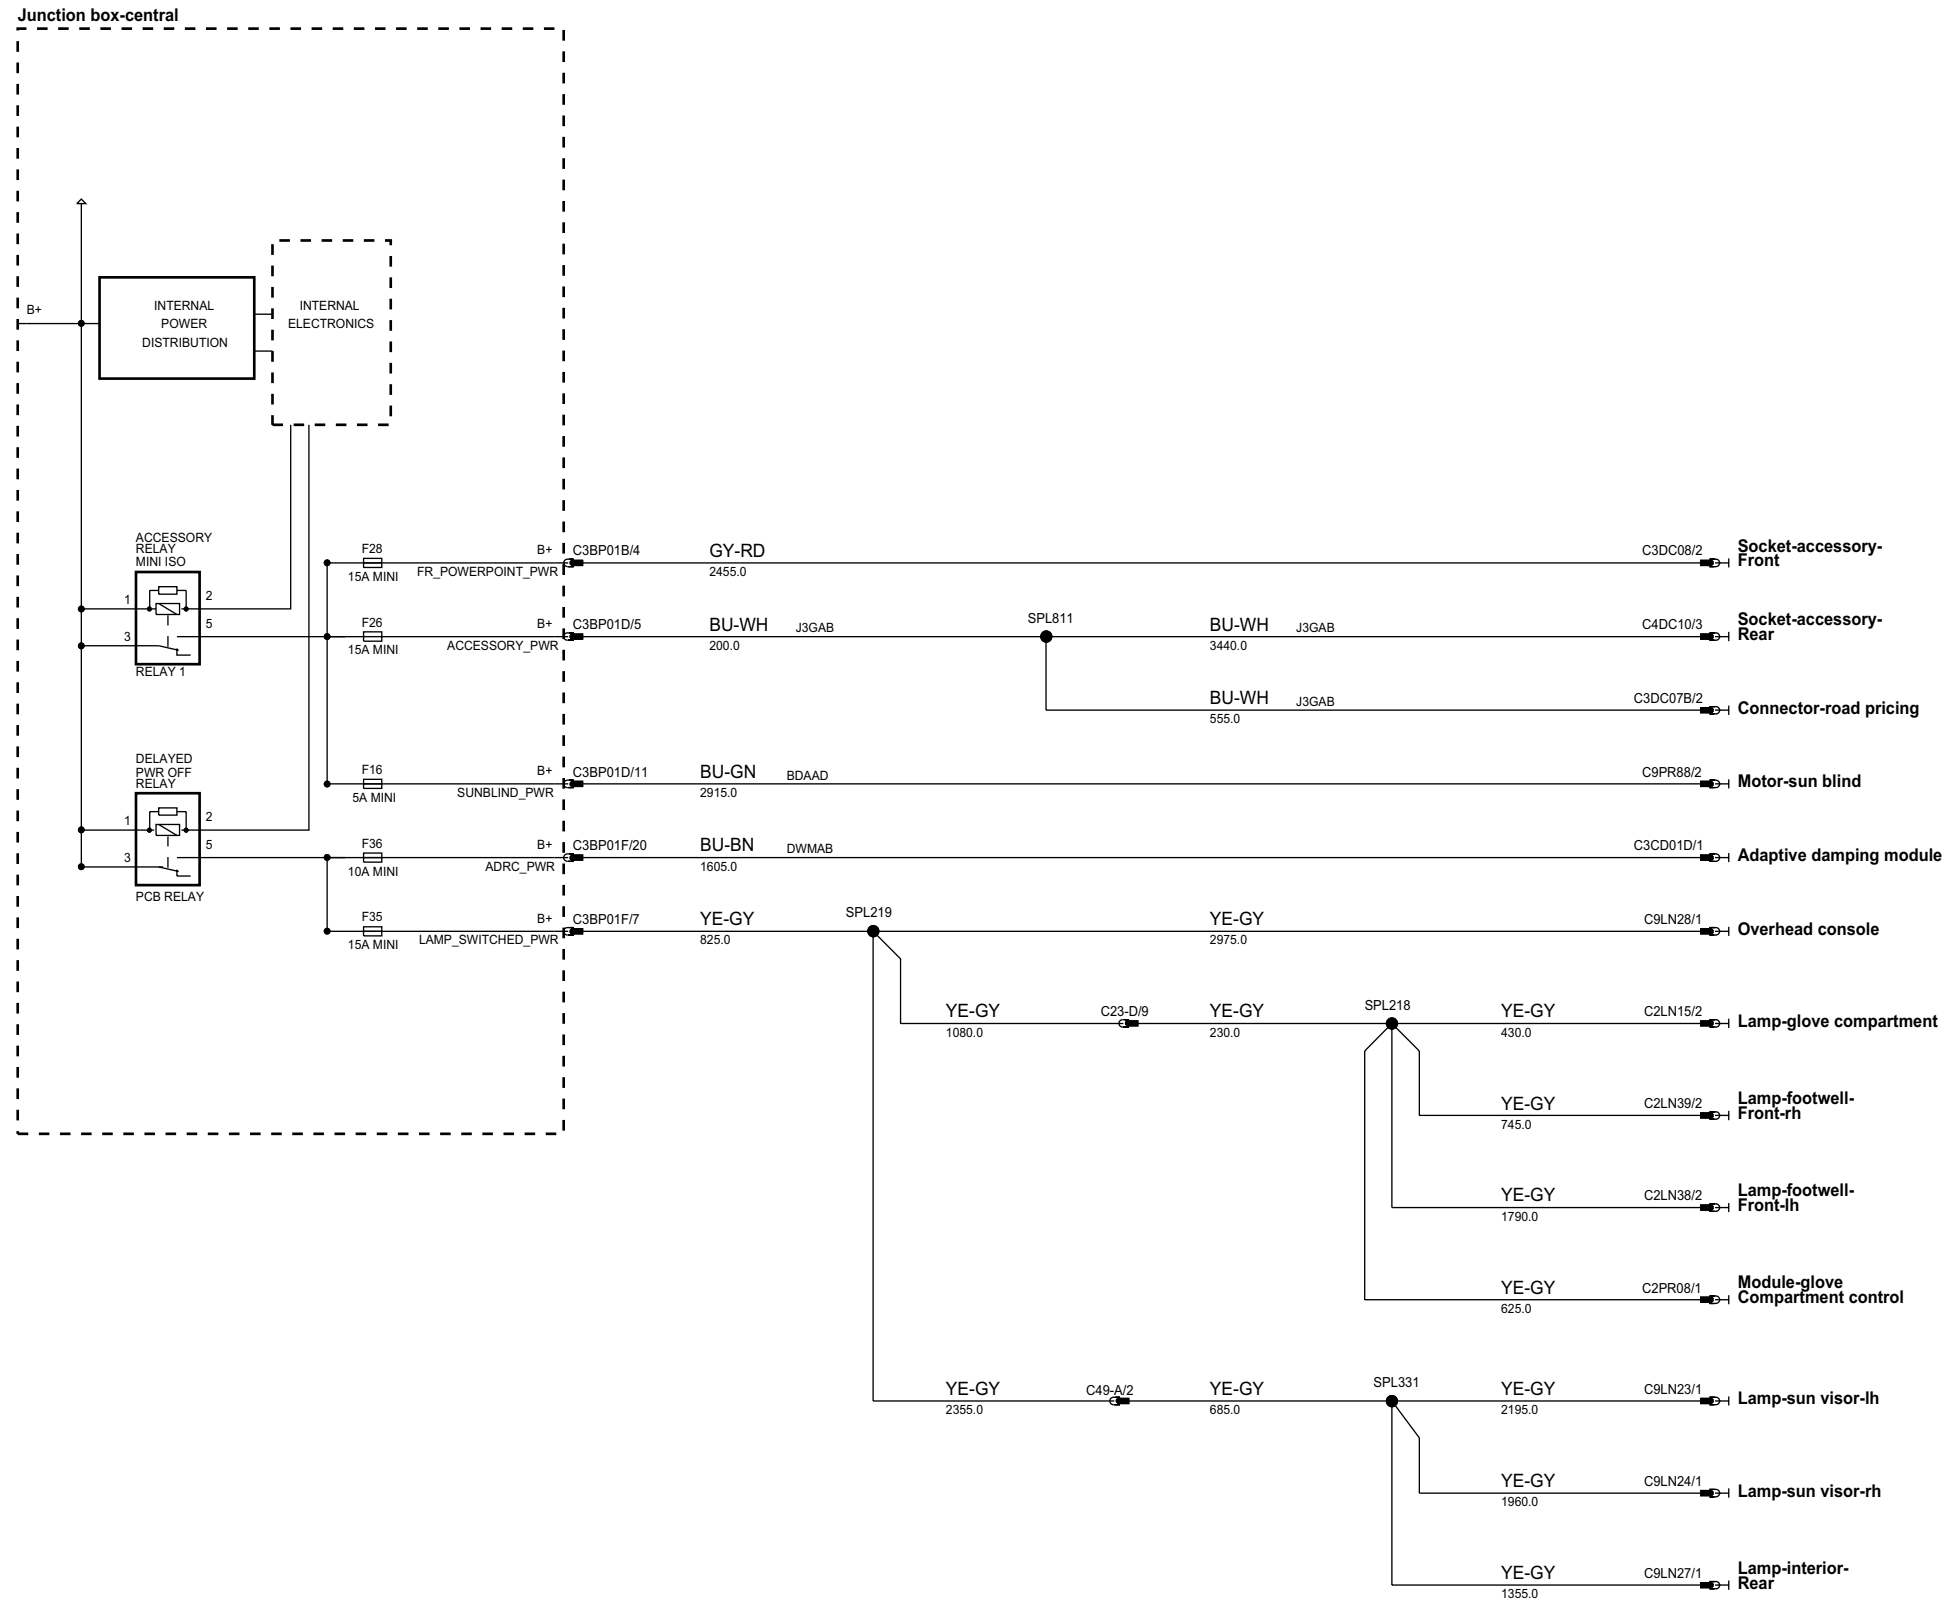 Junction box-central
B+
INTERNAL
POWER
DISTRIBUTION
INTERNAL
ELECTRONICS
ACCESSORY
RELAY
MINI ISO
1
2
3
5
RELAY 1
F28
15A MINI
B+
FR_POWERPOINT_PWR
C3BP01B/4
GY-RD
2455.0
C3DC08/2
Socket-accessory-
Front
F26
15A MINI
B+
ACCESSORY_PWR
C3BP01D/5
BU-WH
J3GAB
200.0
SPL811
BU-WH
J3GAB
3440.0
C4DC10/3
Socket-accessory-
Rear
BU-WH
J3GAB
555.0
C3DC07B/2
Connector-road pricing
DELAYED
PWR OFF
RELAY
1
2
3
5
PCB RELAY
F16
5A MINI
B+
SUNBLIND_PWR
C3BP01D/11
BU-GN
BDAAD
2915.0
C9PR88/2
Motor-sun blind
F36
10A MINI
B+
ADRC_PWR
C3BP01F/20
BU-BN
DWMAB
1605.0
C3CD01D/1
Adaptive damping module
F35
15A MINI
B+
LAMP_SWITCHED_PWR
C3BP01F/7
YE-GY
825.0
SPL219
YE-GY
2975.0
C9LN28/1
Overhead console
YE-GY
1080.0
C23-D/9
YE-GY
230.0
SPL218
YE-GY
430.0
C2LN15/2
Lamp-glove compartment
YE-GY
745.0
C2LN39/2
Lamp-footwell-
Front-rh
YE-GY
1790.0
C2LN38/2
Lamp-footwell-
Front-lh
YE-GY
625.0
C2PR08/1
Module-glove
Compartment control
YE-GY
2355.0
C49-A/2
YE-GY
685.0
SPL331
YE-GY
2195.0
C9LN23/1
Lamp-sun visor-lh
YE-GY
1960.0
C9LN24/1
Lamp-sun visor-rh
YE-GY
1355.0
C9LN27/1
Lamp-interior-
Rear